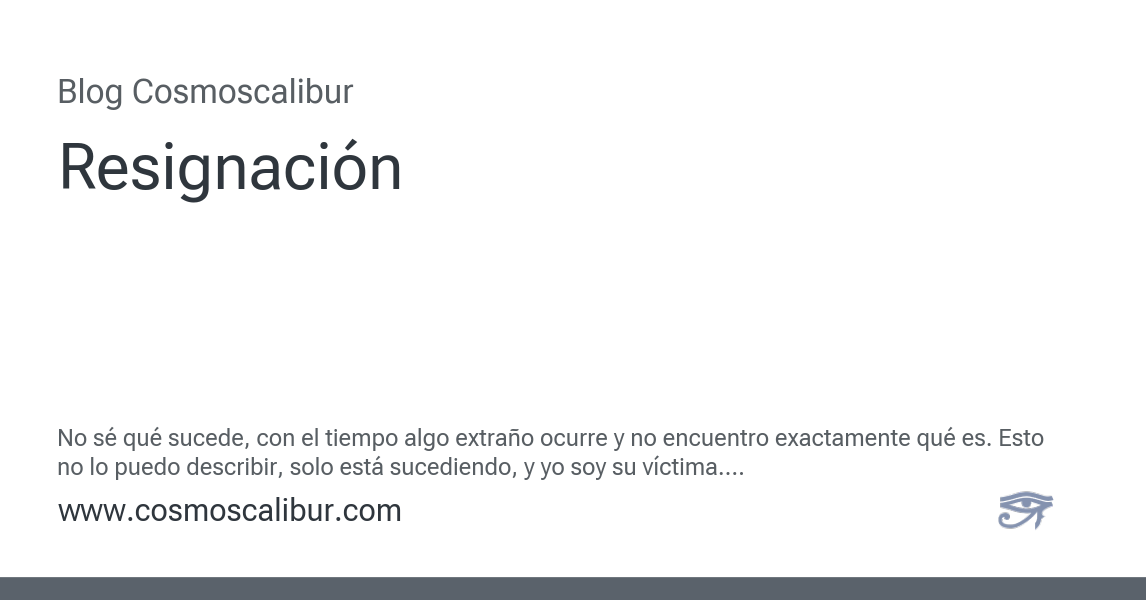 Blog Cosmoscalibur
Resignación
No sé qué sucede, con el tiempo algo extraño ocurre y no encuentro exactamente qué es. Esto
no lo puedo describir, solo está sucediendo, y yo soy su víctima....
www.cosmoscalibur.com